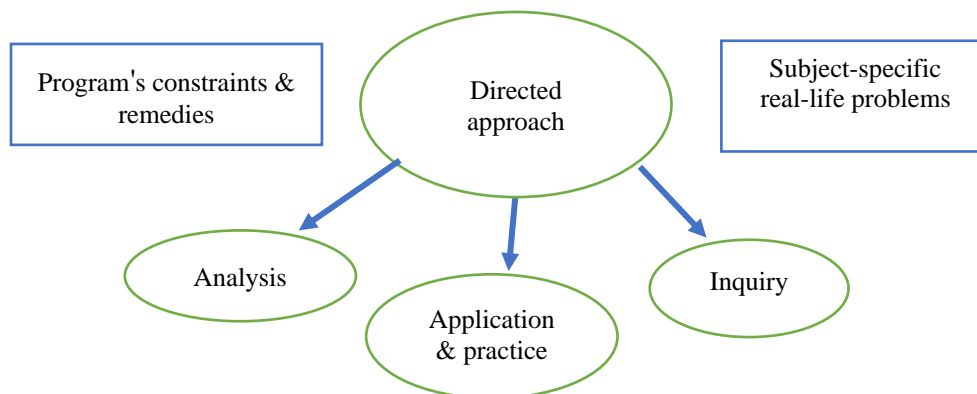 Program's constraints &
remedies
Directed
approach
Subject-specific
real-life problems
Analysis
Application
& practice
Inquiry